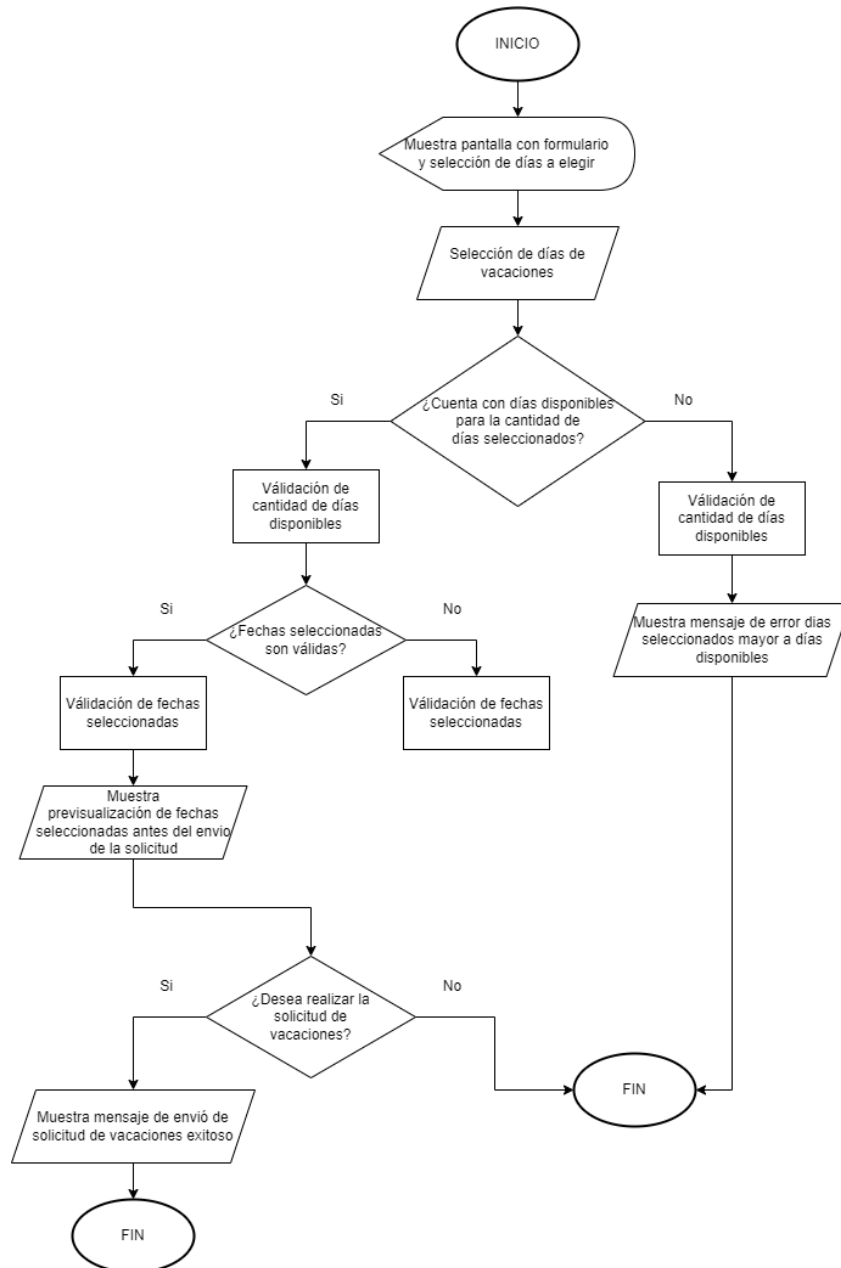 INICIO
Muestra pantalla con formulario
y selección de días a elegir
Selección de días de
vacaciones
Si
¿Cuenta con días disponibles
para la cantidad de
días seleccionados?
No
Válidación de
cantidad de días
disponibles
Válidación de
cantidad de días
disponibles
Si
¿Fechas seleccionadas
son válidas?
No
Muestra mensaje de error dias
seleccionados mayor a días
disponibles
Válidación de fechas
seleccionadas
Válidación de fechas
seleccionadas
Muestra
previsualización de fechas
seleccionadas antes del envio
de la solicitud
Si
¿Desea realizar la
solicitud de
vacaciones?
No
FIN
Muestra mensaje de envió de
solicitud de vacaciones exitoso
FIN